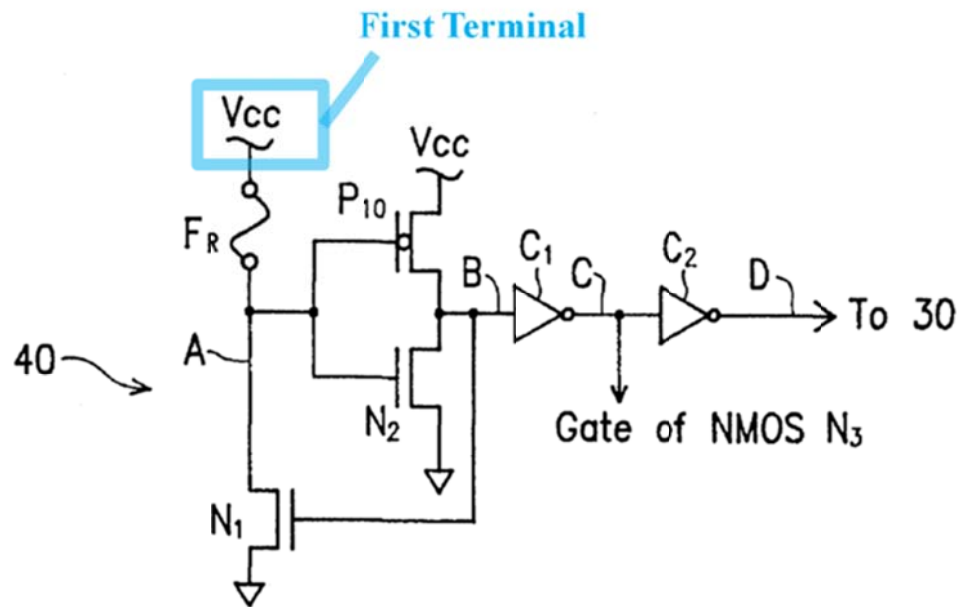 First Terminal
Vcc
Vcc
P10
FR
B
C1
C
C2
D
To 30
A
40
N2
Gate of NMOS N3
N1